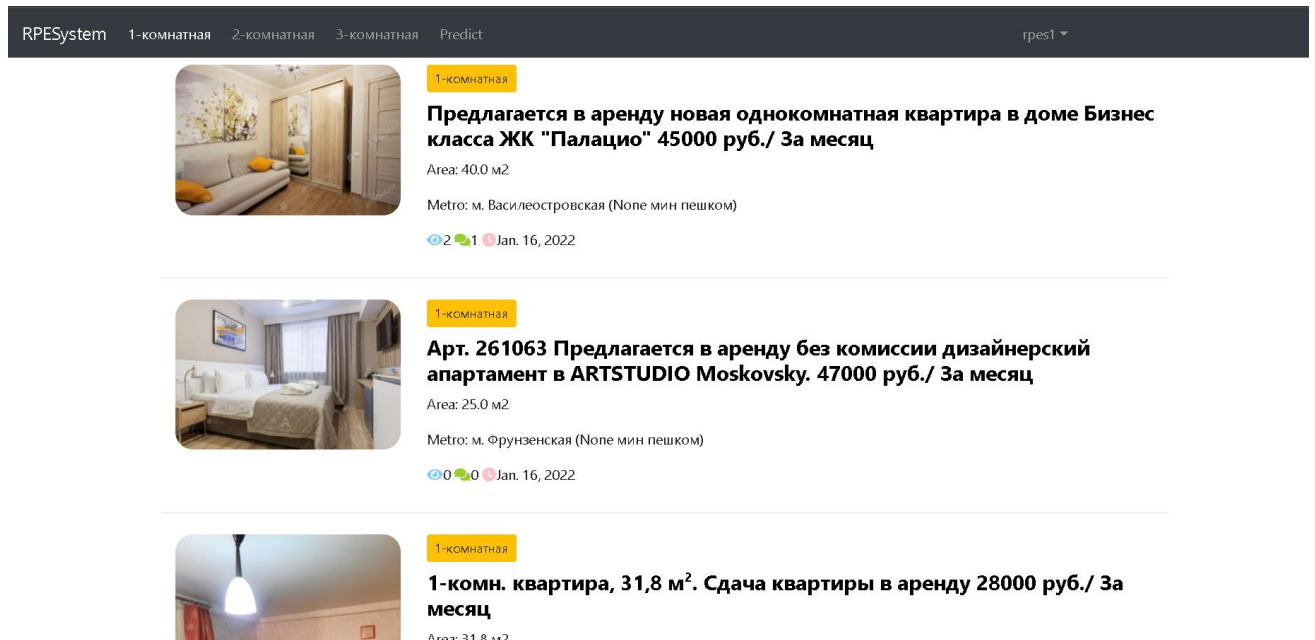 RPESystem 1-комнатная 2-комнатная 3-комнатная Predict rpes1
1-комнатная
Предлагается в аренду новая однокомнатная квартира в доме Бизнес
класса ЖК "Палацио" 45000 руб./ За месяц
Area: 40.0 м2
Metro: м. Василеостровская (None мин пешком)
2 1 Jan. 16, 2022
1-комнатная
Арт. 261063 Предлагается в аренду без комиссии дизайнерский
апартамент в ARTSTUDIO Moskovsky. 47000 руб./ За месяц
Area: 25.0 м2
Metro: м. Фрунзенская (None мин пешком)
0 0 Jan. 16, 2022
1-комнатная
1-комн. квартира, 31,8 м². Сдача квартиры в аренду 28000 руб./ За
месяц
Area: 31.8 м2